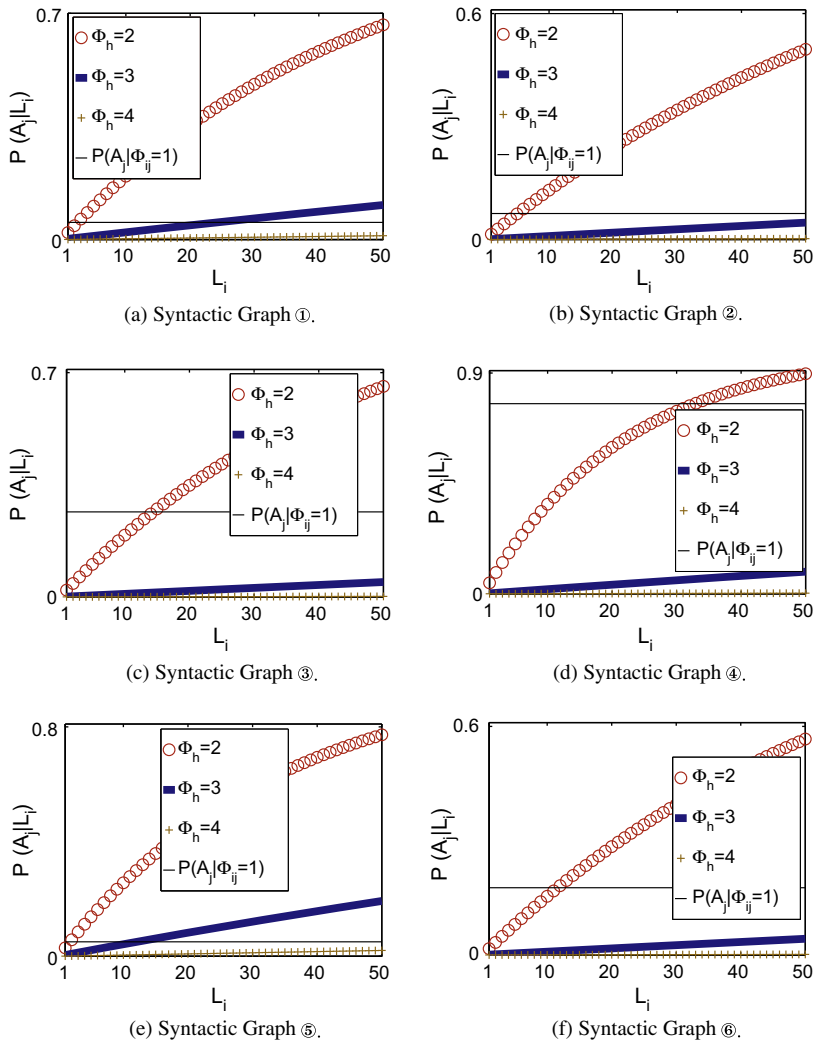 0.7
P (A_j|L_i)
Φ_h=2
Φ_h=3
Φ_h=4
P(A_j|Φ_ij=1)
0
1 10 20 30 40 50
L_i
(a) Syntactic Graph ①.
0.6
P (A_j|L_i)
Φ_h=2
Φ_h=3
Φ_h=4
P(A_j|Φ_ij=1)
0
1 10 20 30 40 50
L_i
(b) Syntactic Graph ②.
0.7
P (A_j|L_i)
Φ_h=2
Φ_h=3
Φ_h=4
P(A_j|Φ_ij=1)
0
1 10 20 30 40 50
L_i
(c) Syntactic Graph ③.
0.9
P (A_j|L_i)
Φ_h=2
Φ_h=3
Φ_h=4
P(A_j|Φ_ij=1)
0
1 10 20 30 40 50
L_i
(d) Syntactic Graph ④.
0.8
P (A_j|L_i)
Φ_h=2
Φ_h=3
Φ_h=4
P(A_j|Φ_ij=1)
0
1 10 20 30 40 50
L_i
(e) Syntactic Graph ⑤.
0.6
P (A_j|L_i)
Φ_h=2
Φ_h=3
Φ_h=4
P(A_j|Φ_ij=1)
0
1 10 20 30 40 50
L_i
(f) Syntactic Graph ⑥.